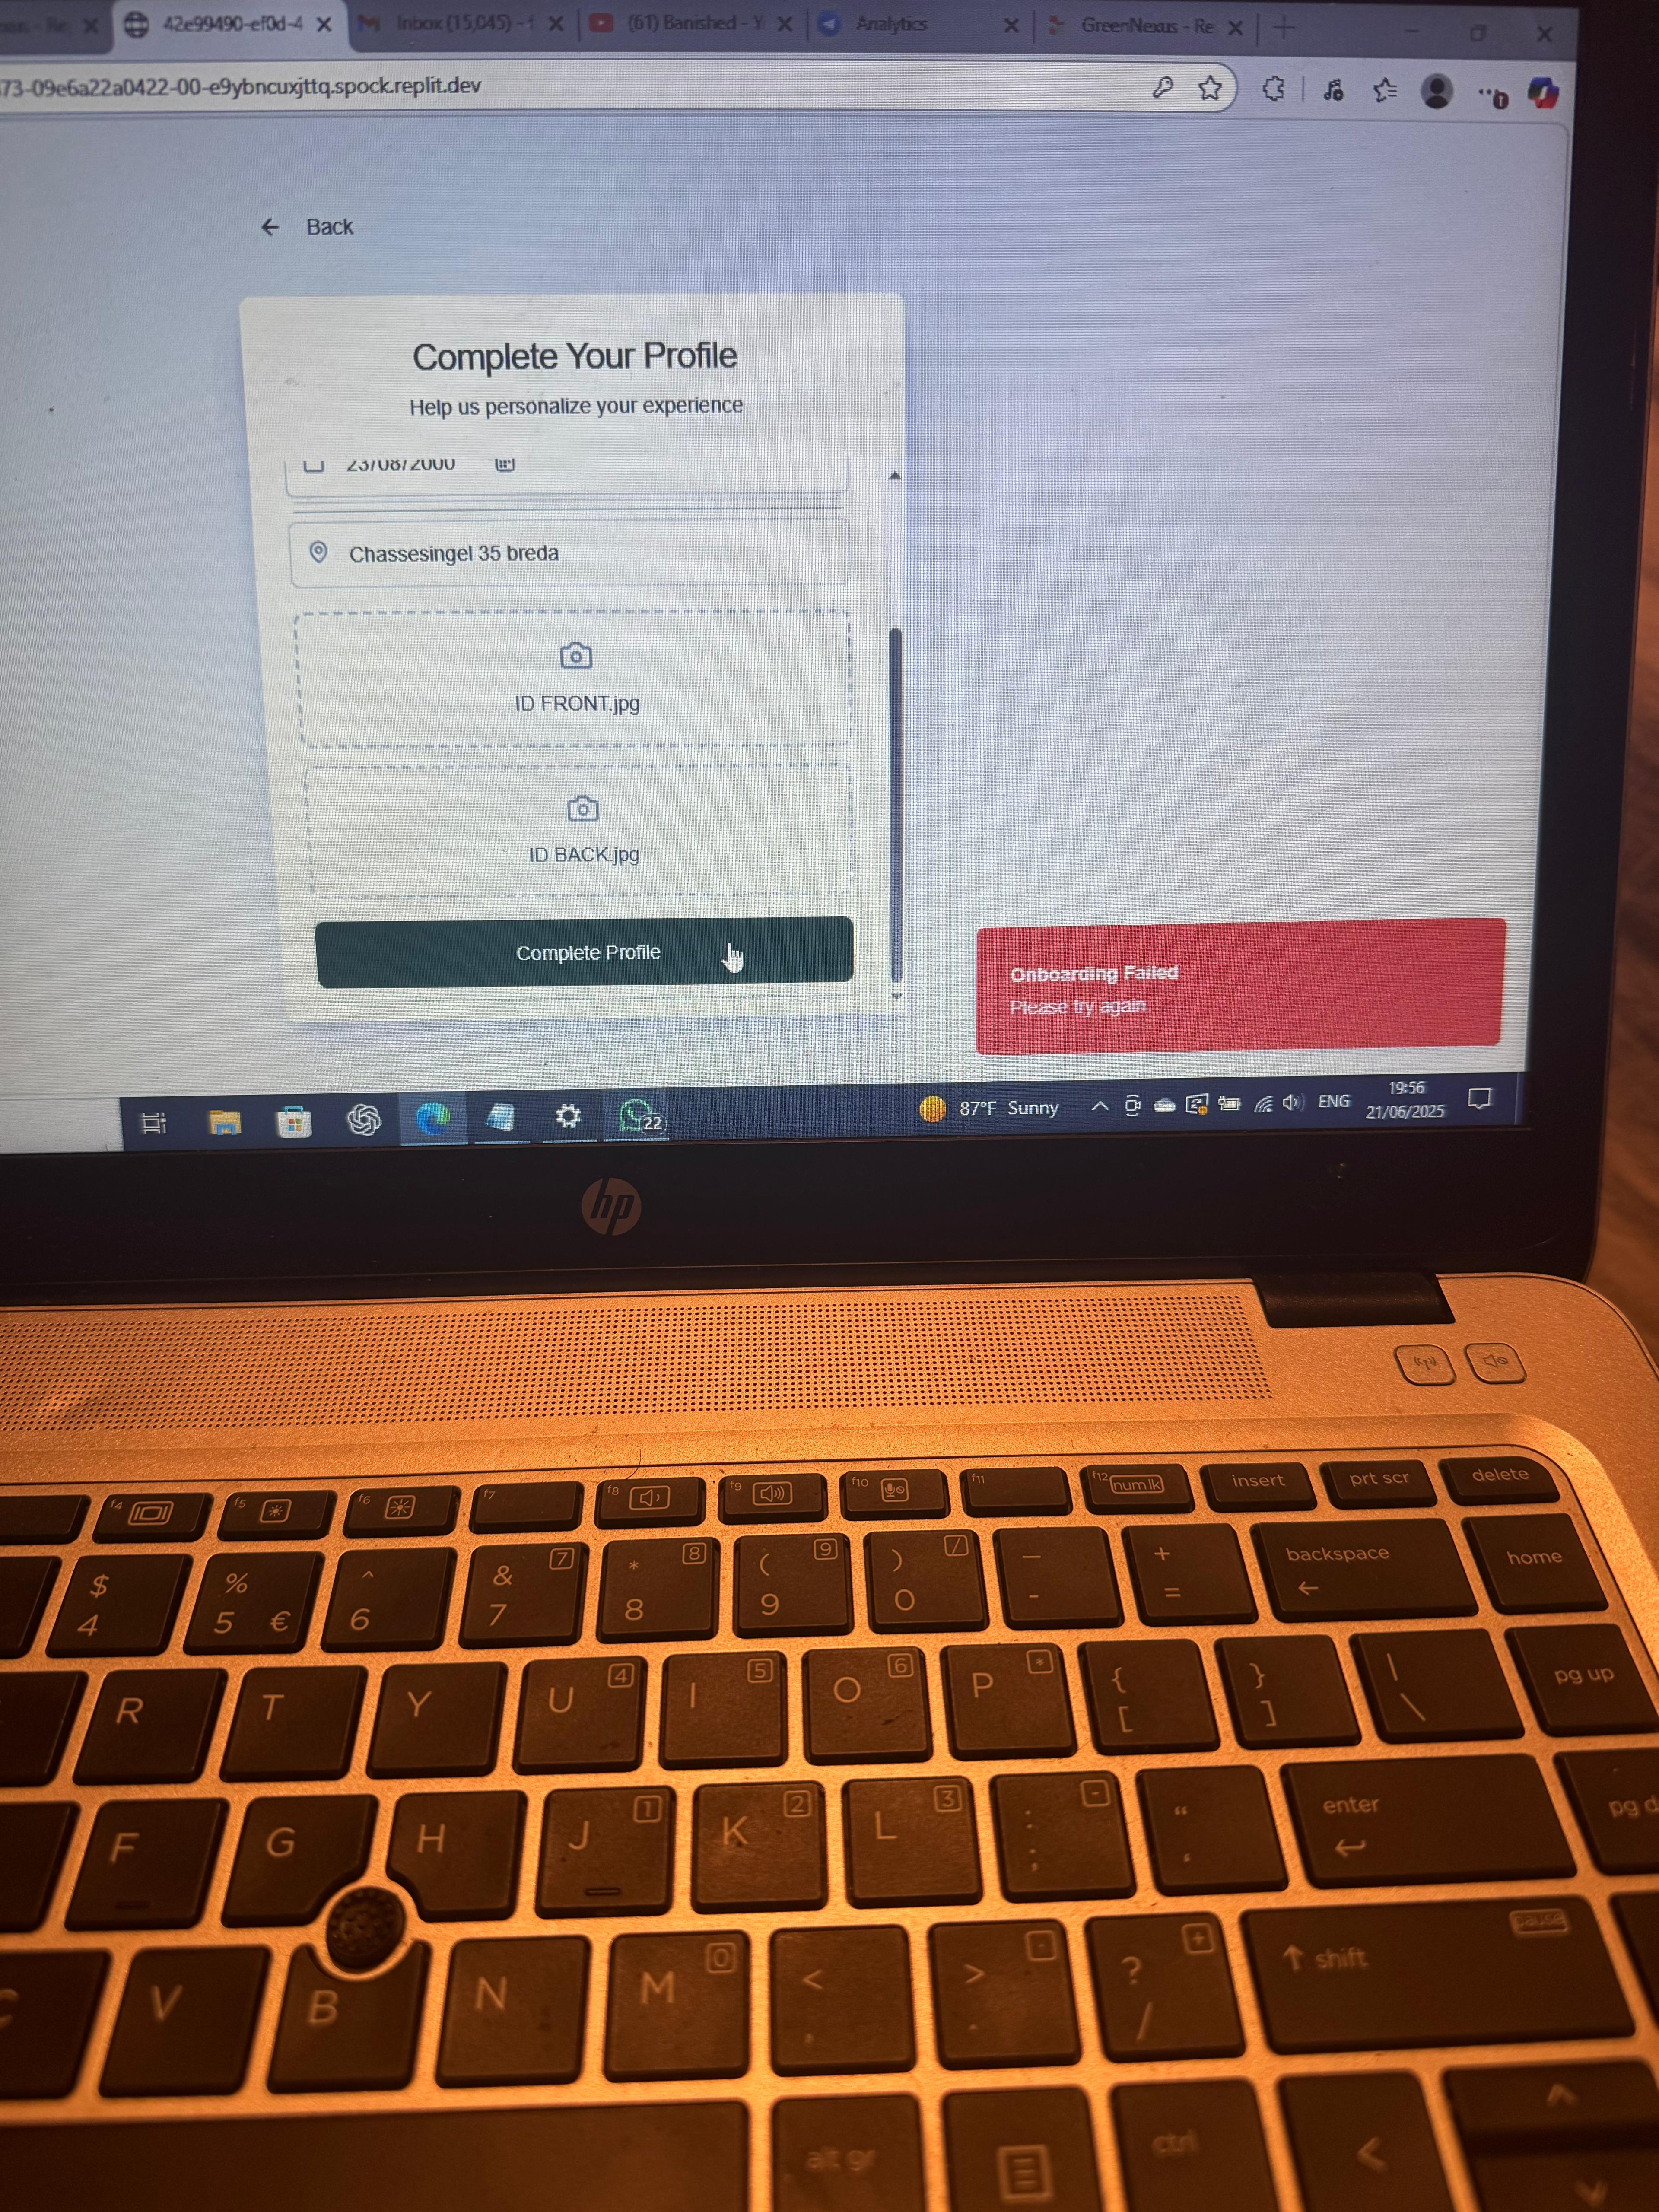 42e99490-ef0d-4
Inbox (15,045) - f
(61) Banished - Y
Analytics
GreenNexus - Re
73-09e6a22a0422-00-e9ybncuxjttq.spock.replit.dev
Back
Complete Your Profile
Help us personalize your experience
23/08/2000
Chassesingel 35 breda
ID FRONT.jpg
ID BACK.jpg
Complete Profile
Onboarding Failed
Please try again.
22
87°F Sunny
ENG
19:56
21/06/2025
hp
f4 f5 f6 f7 f8 f9 f10 f11 f12 num lk insert prt scr delete
$ % ^ & 7 * 8 ( 9 ) / — + backspace home
4 5 € 6 7 8 9 0 - =
R T Y U 4 I 5 O 6 P * { [ } ] | \ pg up
F G H J 1 K 2 L 3 : ; - “ ‘ enter pg d
C V B N M 0 < , > . . ? / + shift pause
alt gr ctrl